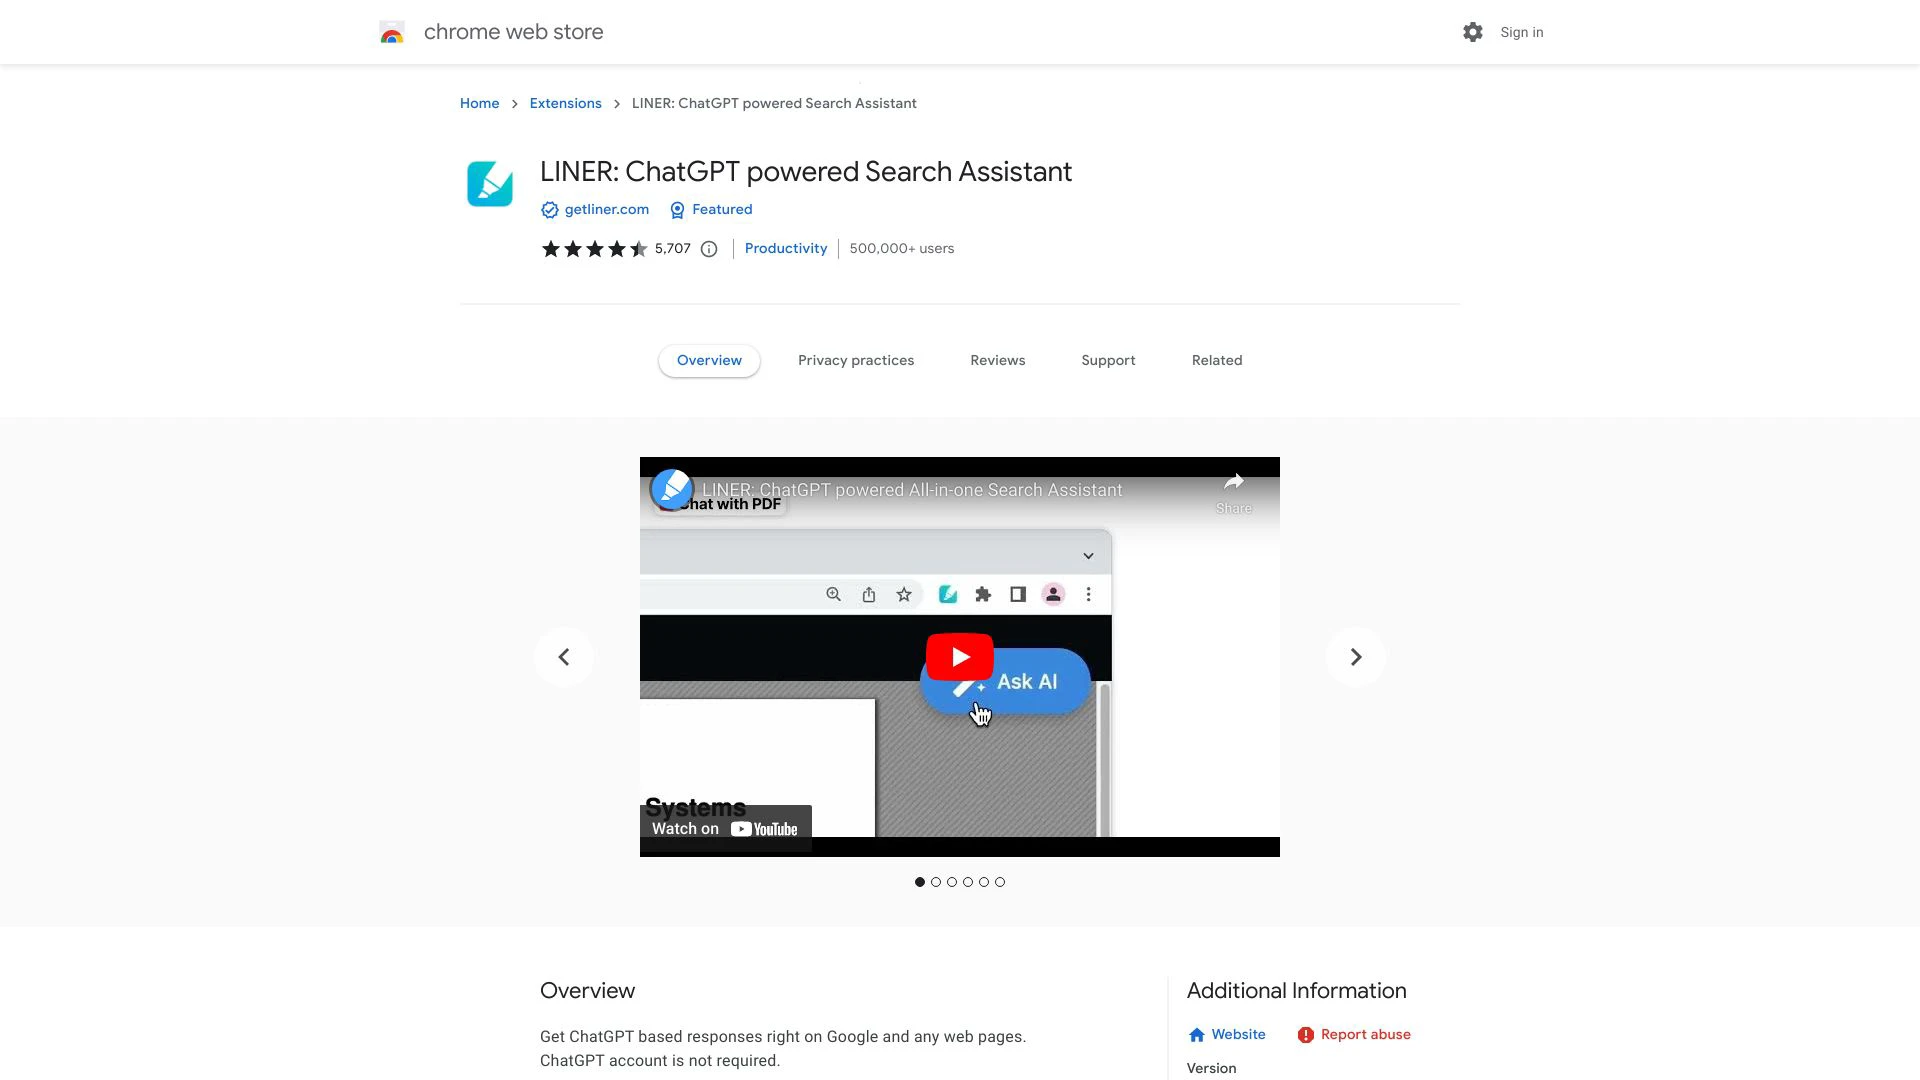 chrome web store
Sign in
Home > Extensions > LINER: ChatGPT powered Search Assistant
LINER: ChatGPT powered Search Assistant
getliner.com Featured
5,707 Productivity 500,000+ users
Overview Privacy practices Reviews Support Related
LINER: ChatGPT powered All-in-one Search Assistant
Chat with PDF
Share
Ask AI
Systems
Watch on YouTube
Overview
Get ChatGPT based responses right on Google and any web pages.
ChatGPT account is not required.
Additional Information
Website Report abuse
Version